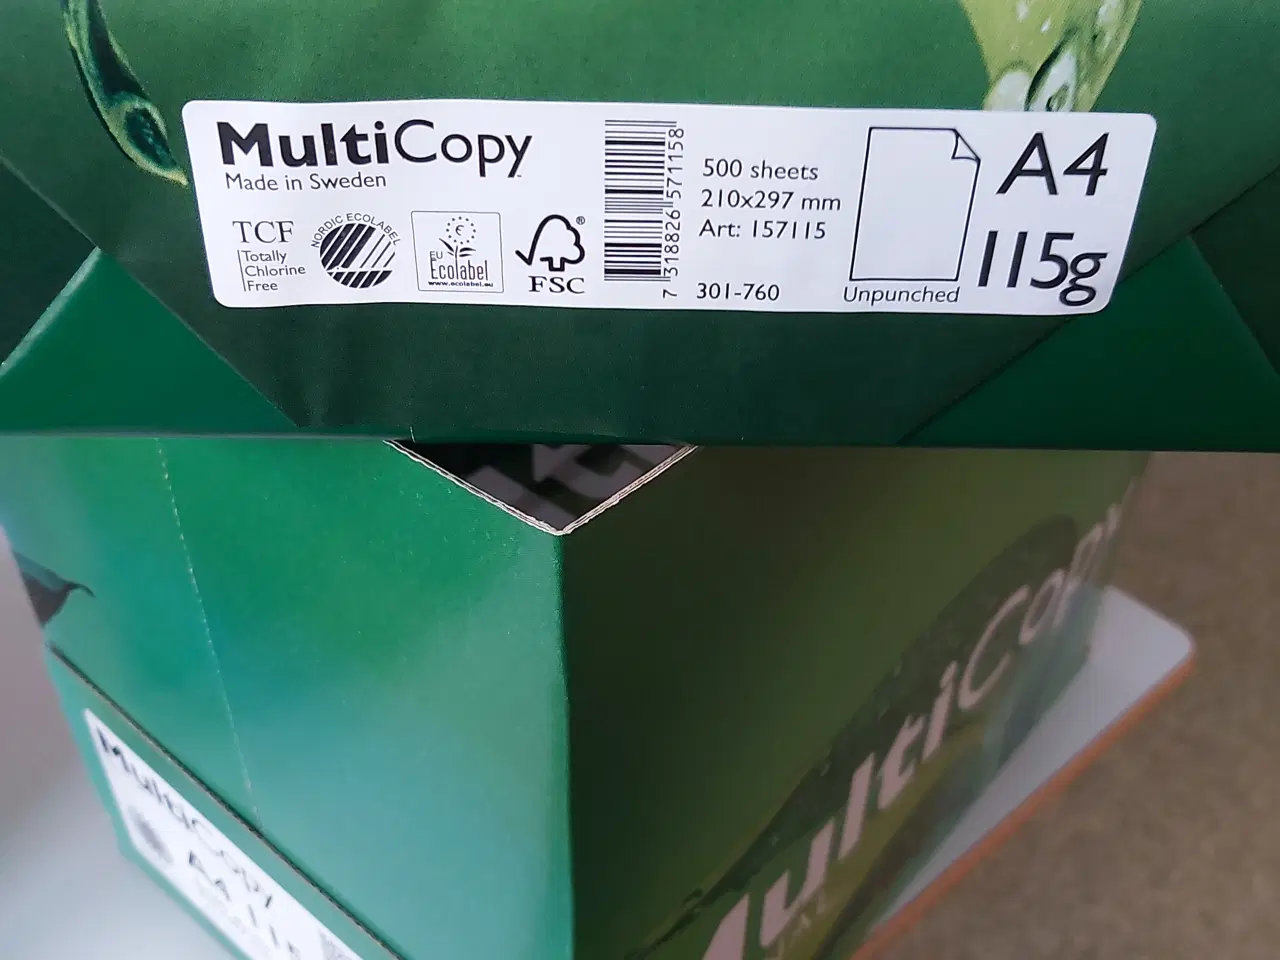 MultiCopy
Made in Sweden
TCF
Totally
Chlorine
Free
NORDIC ECOLABEL
EU
Ecolabel
www.ecolabel.eu
®
FSC
7 318826 571158
500 sheets
210x297 mm
Art: 157115
301-760
Unpunched
A4
115g
MultiCopy
MultiCopy
A4 115